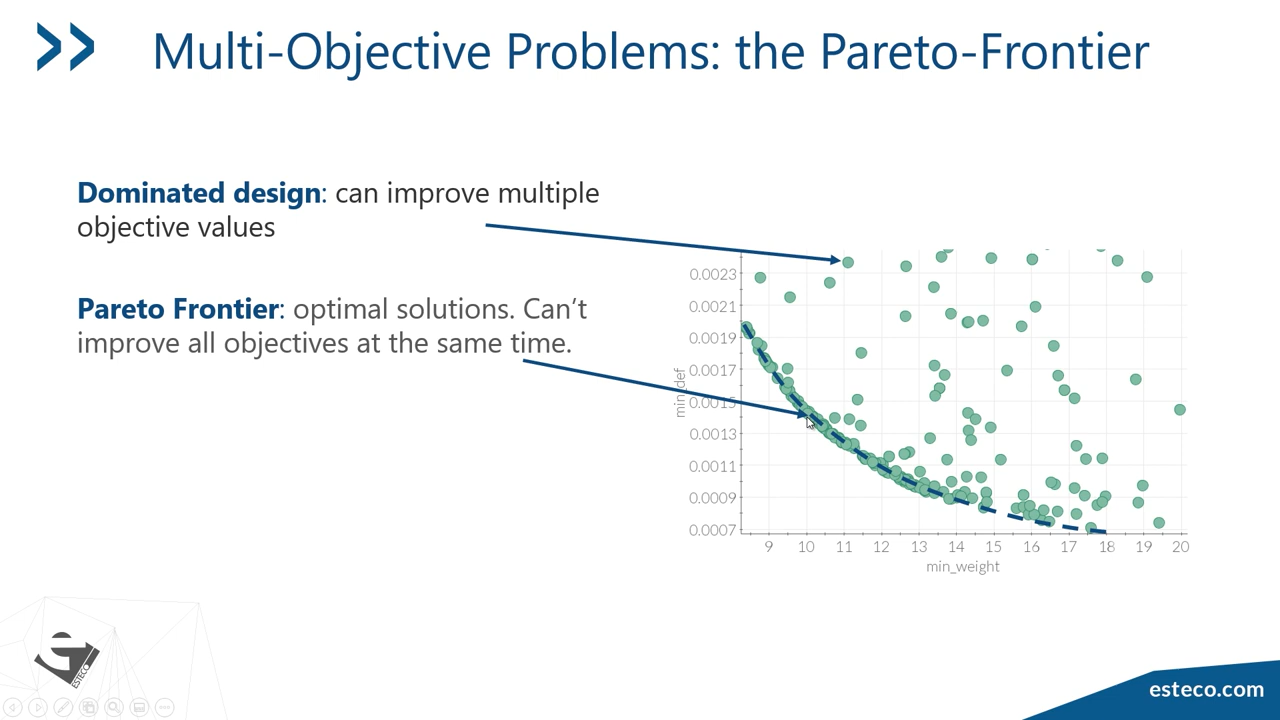 Multi-Objective Problems: the Pareto-Frontier
Dominated design: can improve multiple
objective values
Pareto Frontier: optimal solutions. Can't
improve all objectives at the same time.
min_def
0.0023
0.0021
0.0019
0.0017
0.0015
0.0013
0.0011
0.0009
0.0007
9 10 11 12 13 14 15 16 17 18 19 20
min_weight
ESTECO
esteco.com